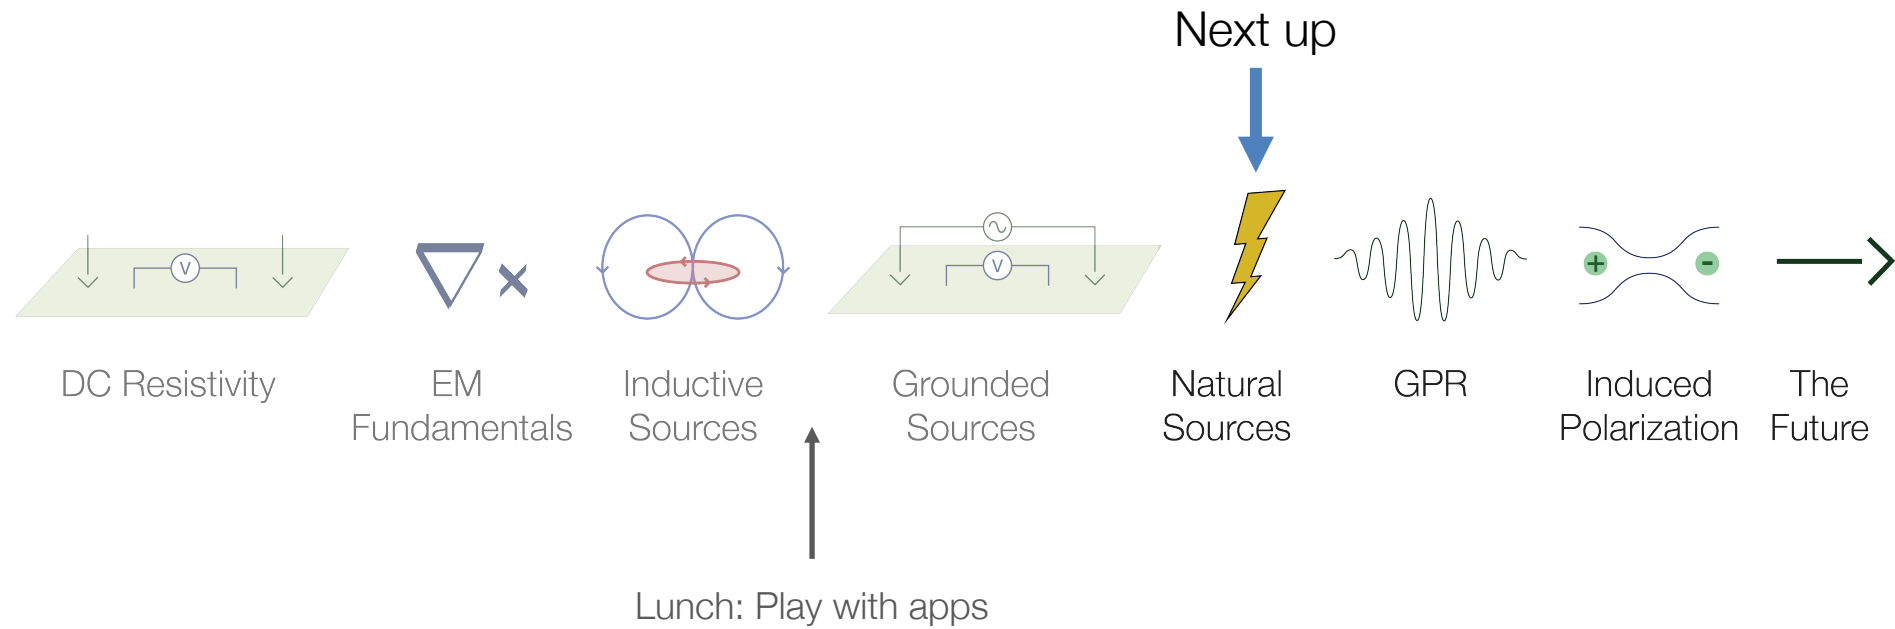 Next up
V
V
+
-
DC Resistivity
EM
Fundamentals
Inductive
Sources
Grounded
Sources
Natural
Sources
GPR
Induced
Polarization
The
Future
Lunch: Play with apps